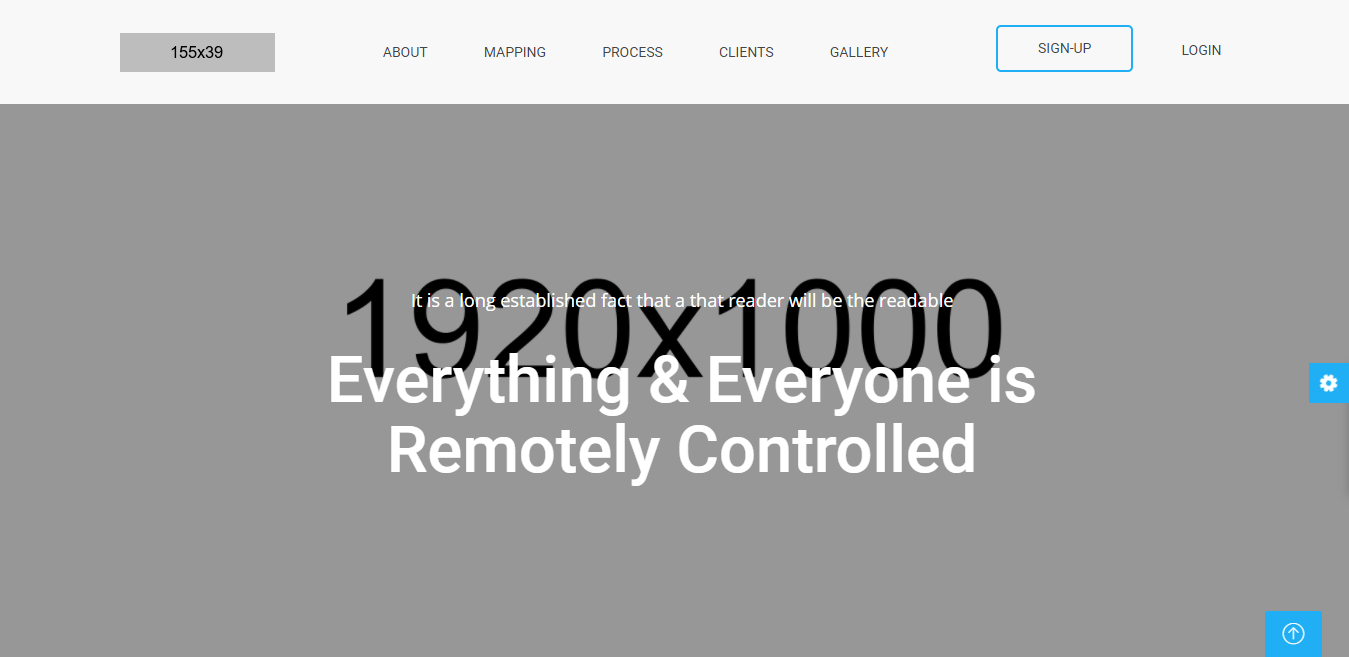 155x39
ABOUT MAPPING PROCESS CLIENTS GALLERY SIGN-UP LOGIN
1920x1000
It is a long established fact that a that reader will be the readable
Everything & Everyone is
Remotely Controlled